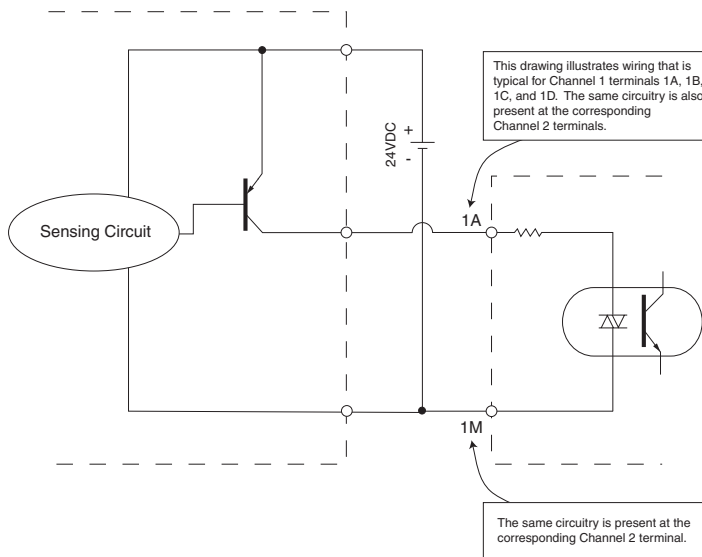 This drawing illustrates wiring that is
typical for Channel 1 terminals 1A, 1B,
1C, and 1D. The same circuitry is also
present at the corresponding
Channel 2 terminals.
24VDC
+
-
1A
Sensing Circuit
1M
The same circuitry is present at the
corresponding Channel 2 terminal.